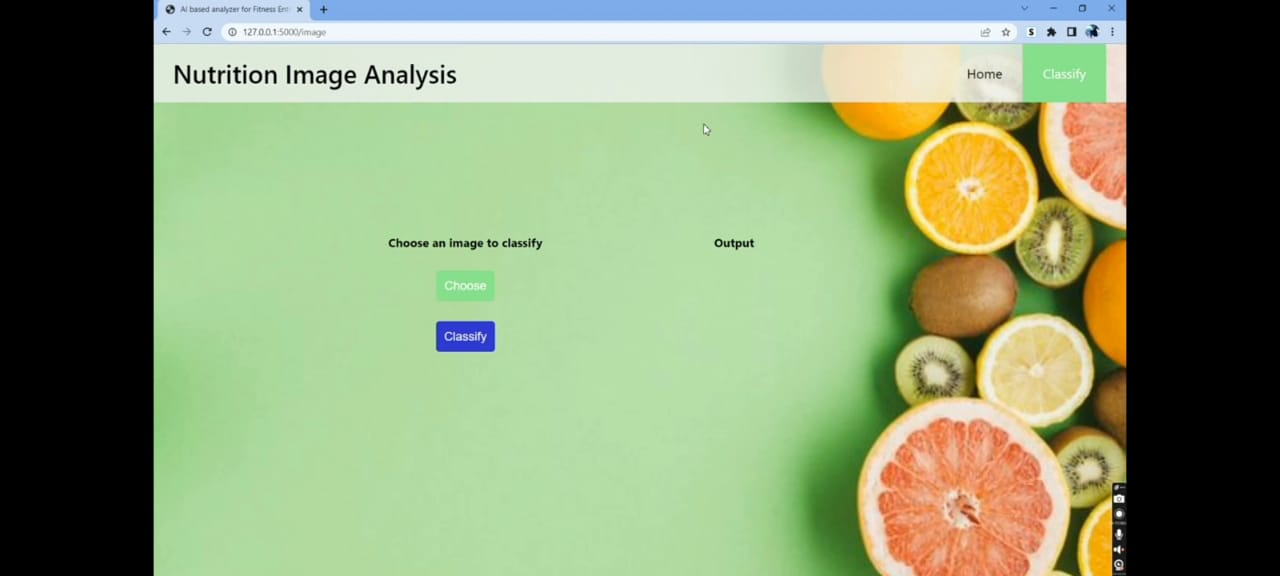 AI based analyzer for Fitness Ent
127.0.0.1:5000/image
S
Nutrition Image Analysis
Home
Classify
Choose an image to classify
Output
Choose
Classify